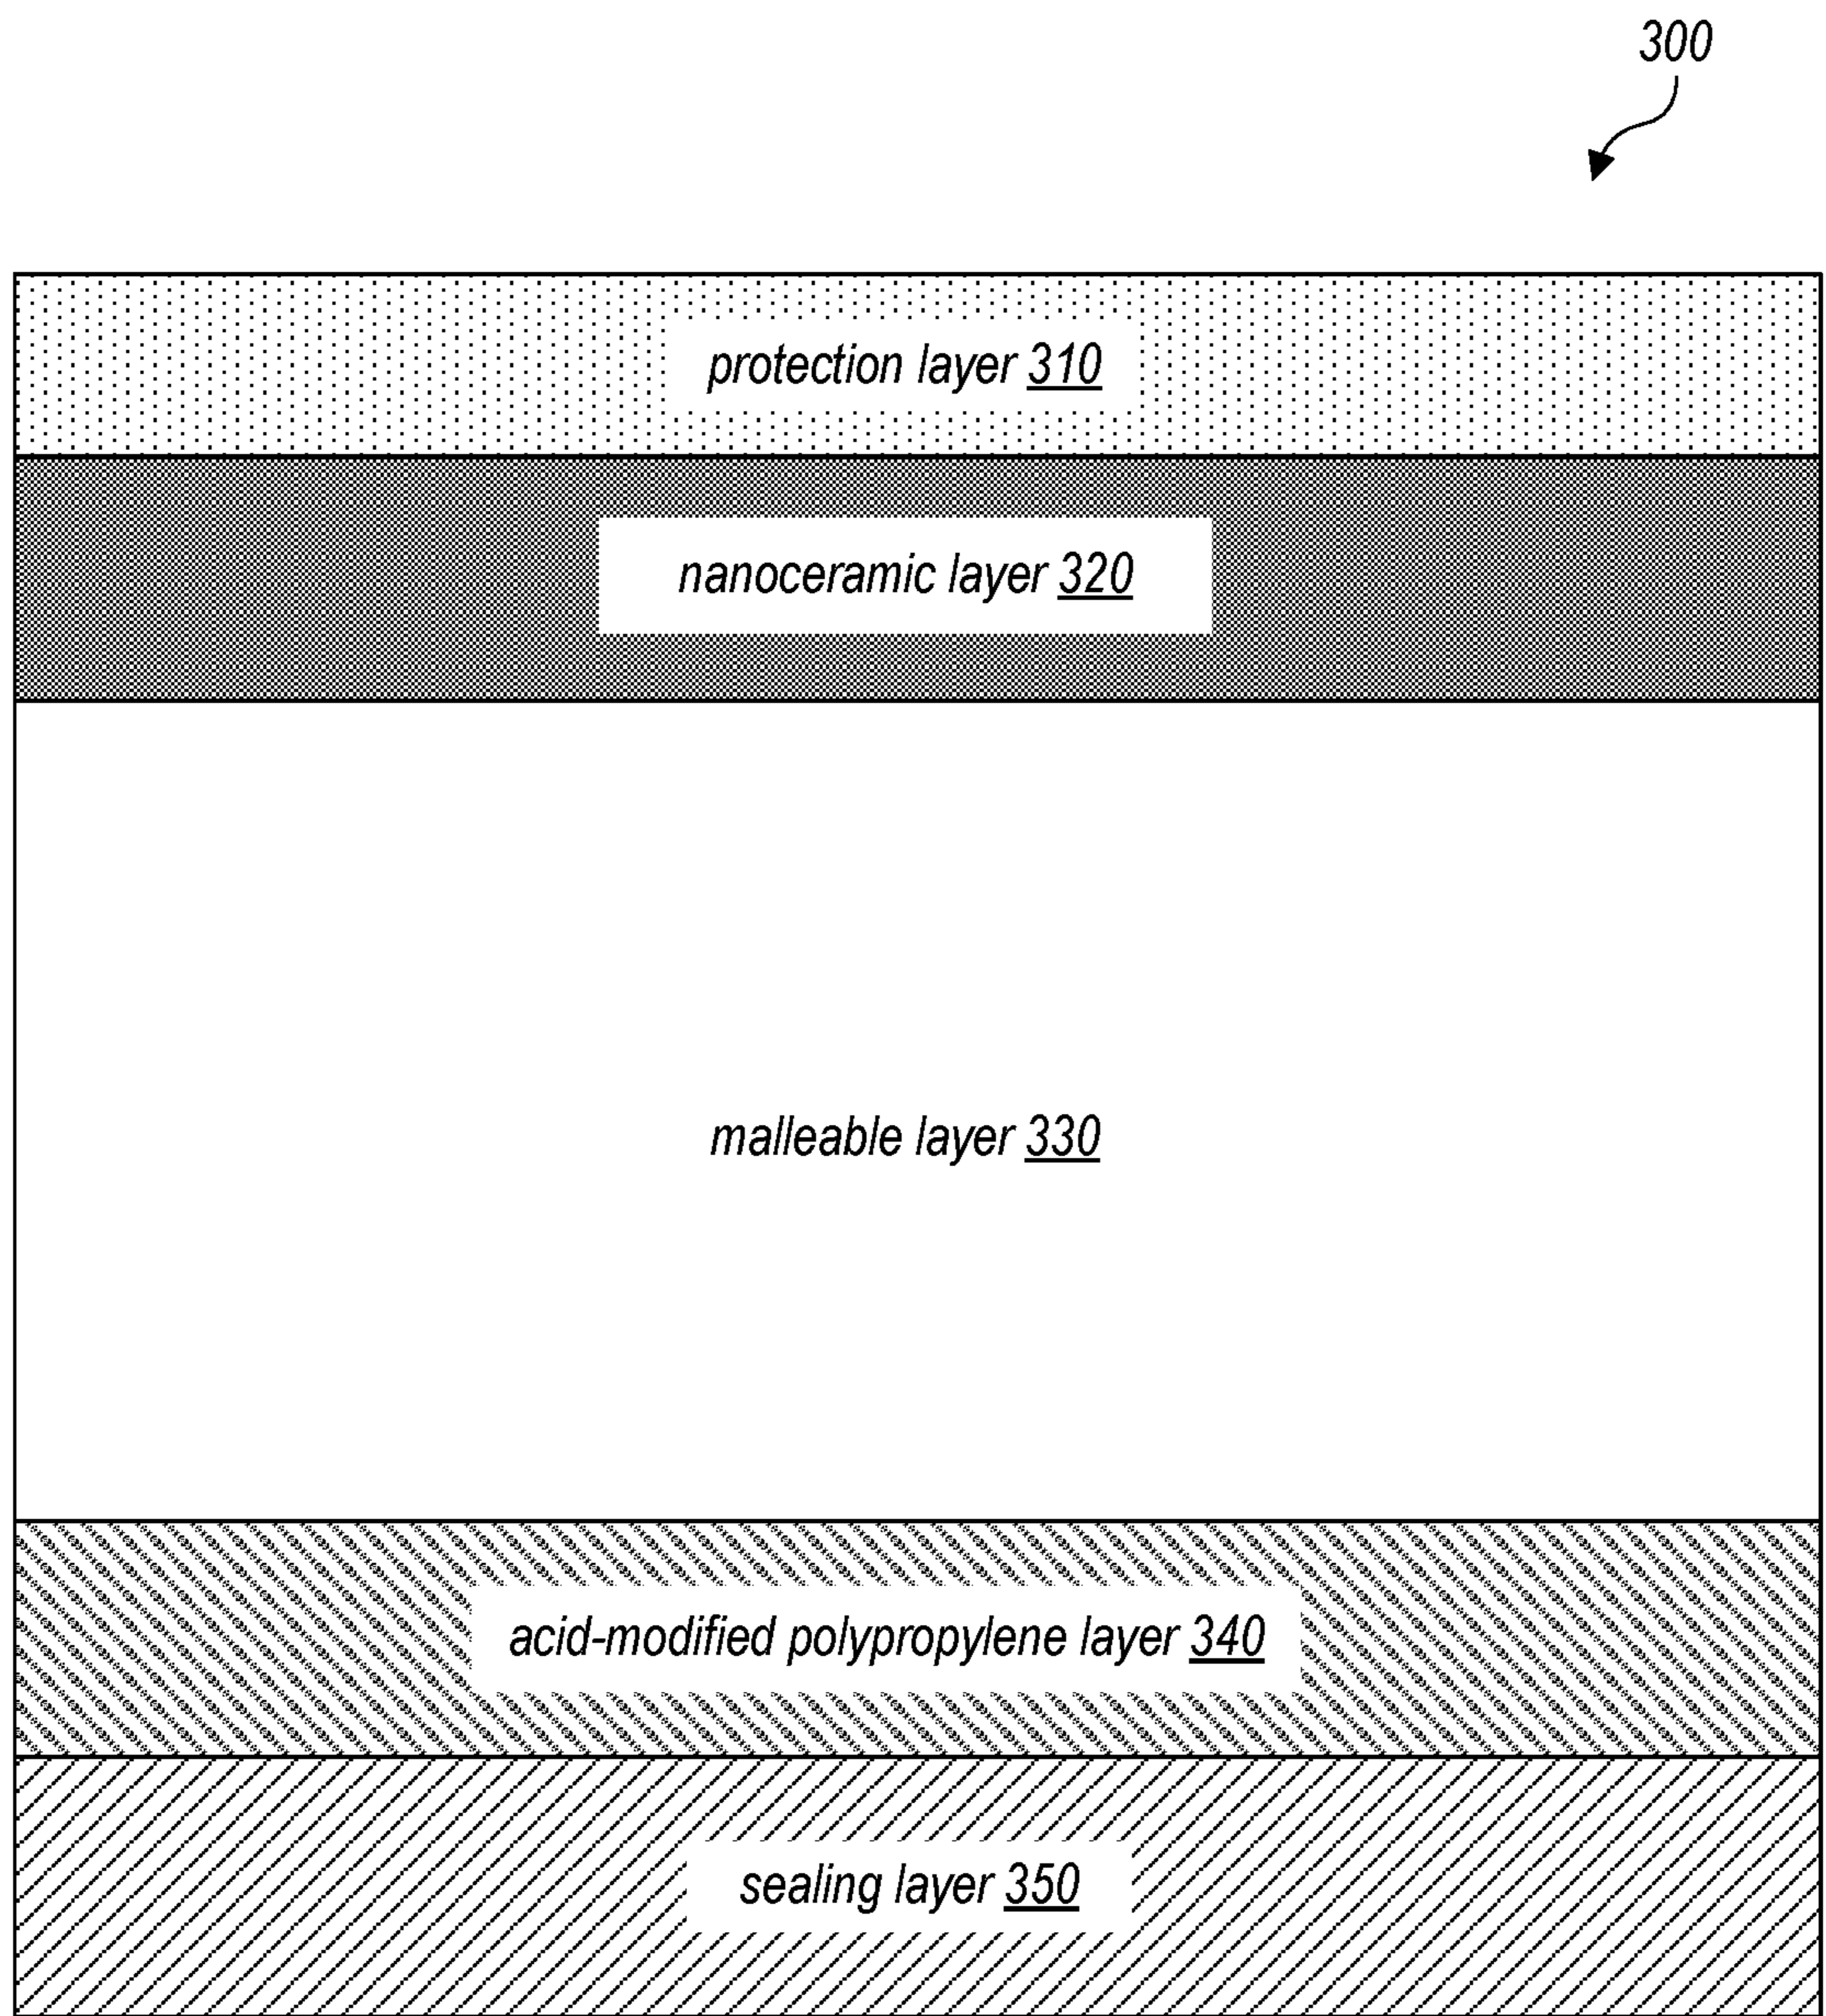 300
protection layer 310
nanoceramic layer 320
malleable layer 330
acid-modified polypropylene layer 340
sealing layer 350